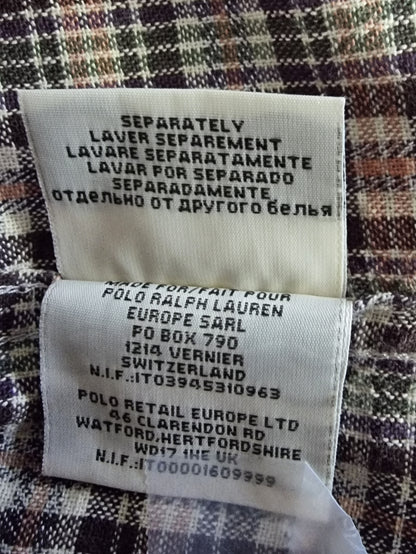 SEPARATELY
LAVER SEPAREMENT
LAVARE SEPARATAMENTE
LAVAR POR SEPARADO
SEPARADAMENTE
отдельно от другого белья
MADE FOR/FAIT POUR
POLO RALPH LAUREN
EUROPE SARL
PO BOX 790
1214 VERNIER
SWITZERLAND
N.I.F.:IT03945310963
POLO RETAIL EUROPE LTD
46 CLARENDON RD
WATFORD,HERTFORDSHIRE
WD17 1HE UK
N.I.F.:IT00001609999